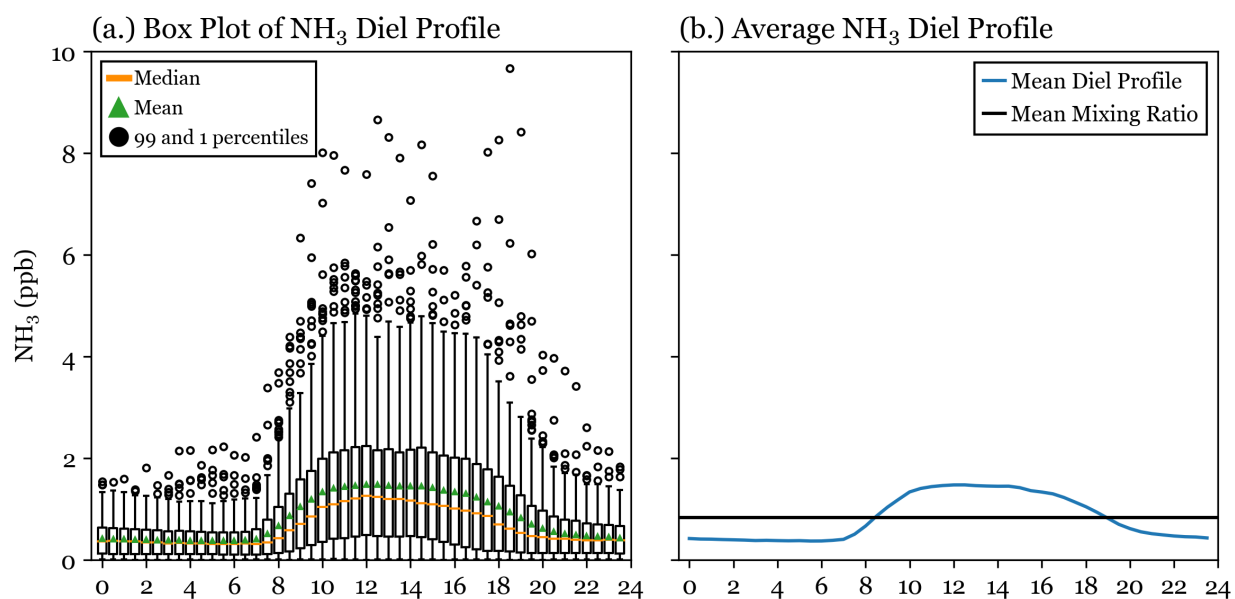 (a.) Box Plot of NH₃ Diel Profile
10
8
6
4
2
0
NH₃ (ppb)
Median
Mean
99 and 1 percentiles
0 2 4 6 8 10 12 14 16 18 20 22 24
(b.) Average NH₃ Diel Profile
Mean Diel Profile
Mean Mixing Ratio
0 2 4 6 8 10 12 14 16 18 20 22 24